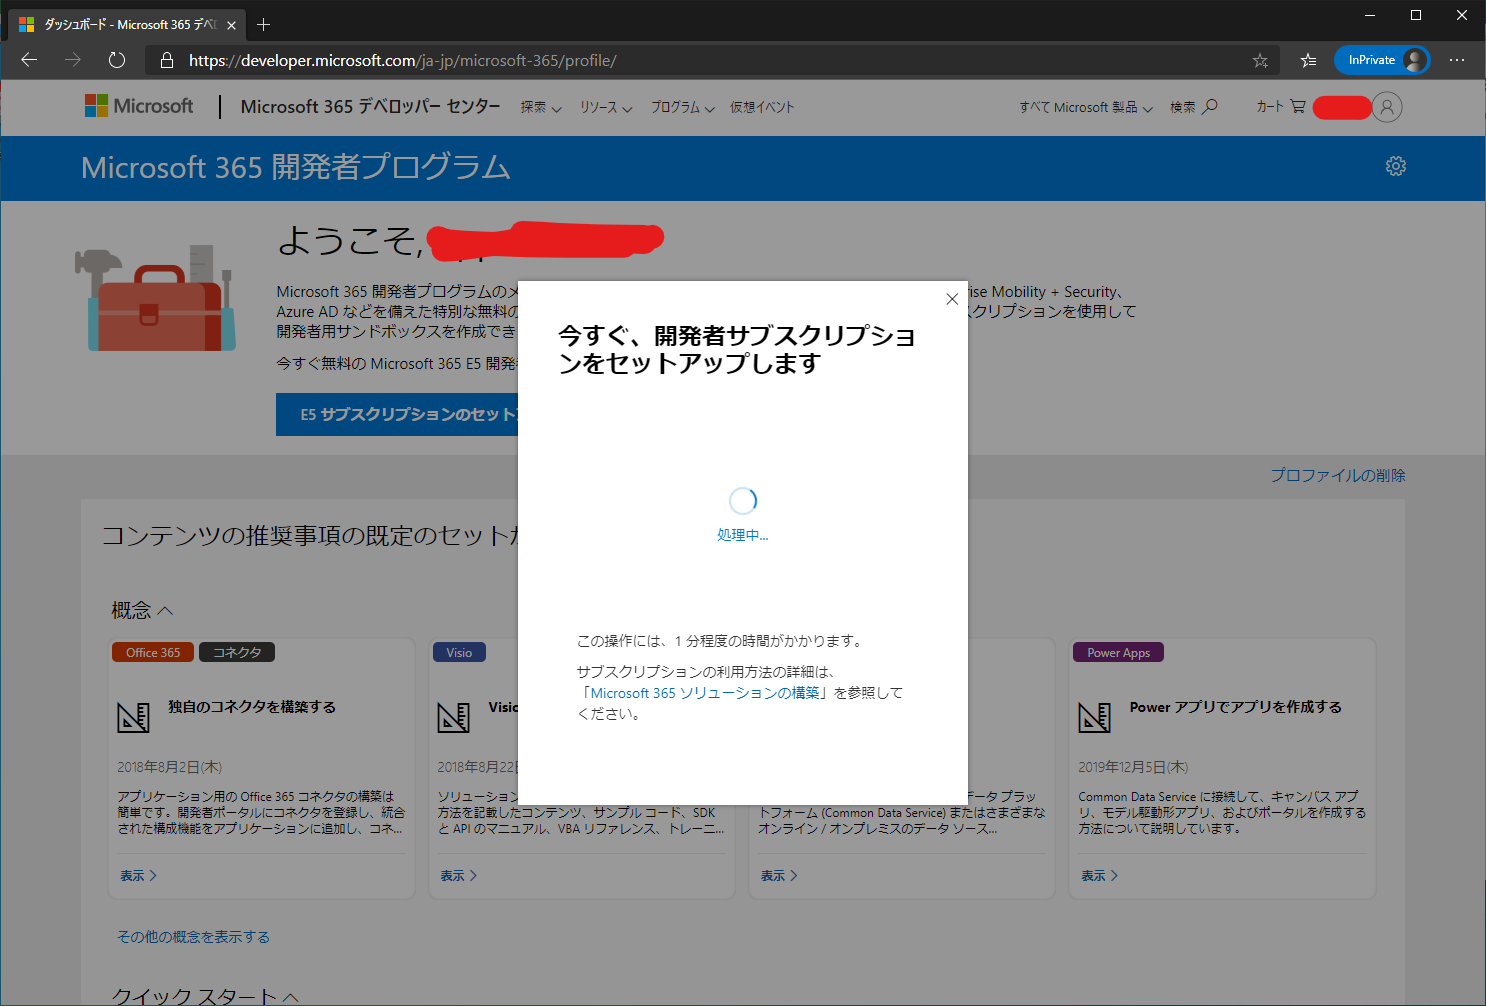 ダッシュボード - Microsoft 365 デベ
https://developer.microsoft.com/ja-jp/microsoft-365/profile/
InPrivate
Microsoft
Microsoft 365 デベロッパー センター
探索
リソース
プログラム
仮想イベント
すべて Microsoft 製品
検索
カート
Microsoft 365 開発者プログラム
ようこそ,
Microsoft 365 開発者プログラムのメ
rise Mobility + Security、
Azure AD などを備えた特別な無料の
スクリプションを使用して
開発者用サンドボックスを作成でき
今すぐ無料の Microsoft 365 E5 開発
E5 サブスクリプションのセット
今すぐ、開発者サブスクリプショ
ンをセットアップします
処理中...
この操作には、1 分程度の時間がかかります。
サブスクリプションの利用方法の詳細は、
「Microsoft 365 ソリューションの構築」を参照して
ください。
プロファイルの削除
コンテンツの推奨事項の既定のセット
概念
Office 365
コネクタ
独自のコネクタを構築する
2018年8月2日(木)
アプリケーション用の Office 365 コネクタの構築は
簡単です。開発者ポータルにコネクタを登録し、統合
された構成機能をアプリケーションに追加し、コネ...
表示
Visio
Visio
2018年8月22日
ソリューション
方法を記載したコンテンツ、サンプル コード、SDK
と API のマニュアル、VBA リファレンス、トレーニ...
表示
データ プラッ
トフォーム (Common Data Service) またはさまざまな
オンライン / オンプレミスのデータ ソース...
表示
Power Apps
Power アプリでアプリを作成する
2019年12月5日(木)
Common Data Service に接続して、キャンバス アプ
リ、モデル駆動形アプリ、およびポータルを作成する
方法について説明しています。
表示
その他の概念を表示する
クイック スタート